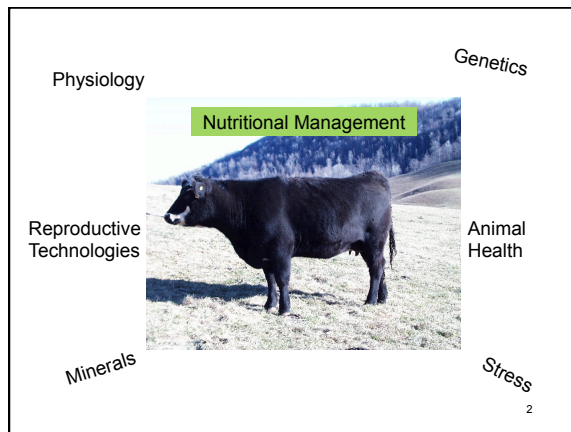 Physiology
Genetics
Nutritional Management
Reproductive
Technologies
Animal
Health
Minerals
Stress
2